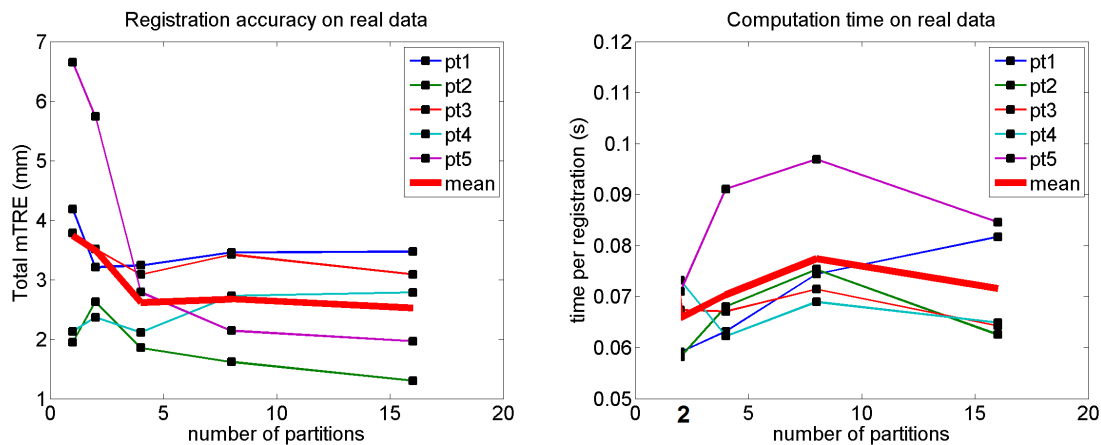 Registration accuracy on real data
7
6
5
4
3
2
1
Total mTRE (mm)
0
5
10
15
20
number of partitions
pt1
pt2
pt3
pt4
pt5
mean
Computation time on real data
0.12
0.11
0.1
0.09
0.08
0.07
0.06
0.05
time per registration (s)
0
2
5
10
15
20
number of partitions
pt1
pt2
pt3
pt4
pt5
mean